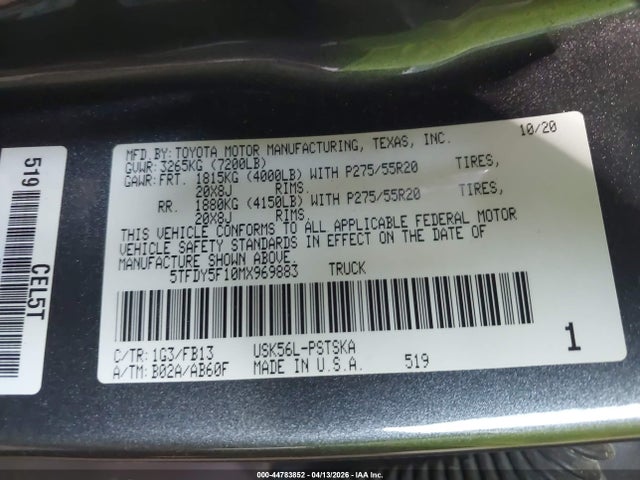 MFD. BY: TOYOTA MOTOR MANUFACTURING, TEXAS, INC. 10/20
GVWR: 3265KG (7200LB)
GAWR: FRT. 1815KG (4000LB) WITH P275/55R20 TIRES,
20X8J RIMS.
RR. 1880KG (4150LB) WITH P275/55R20 TIRES,
20X8J RIMS.
THIS VEHICLE CONFORMS TO ALL APPLICABLE FEDERAL MOTOR
VEHICLE SAFETY STANDARDS IN EFFECT ON THE DATE OF
MANUFACTURE SHOWN ABOVE.
5TFDY5F10MX969883 TRUCK
C/TR: 1G3/FB13 USK56L-PSTSKA
A/TM: B02A/AB60F MADE IN U.S.A. 519
1
519
CEL5T
000-44783852 - 04/13/2026 - IAA Inc.